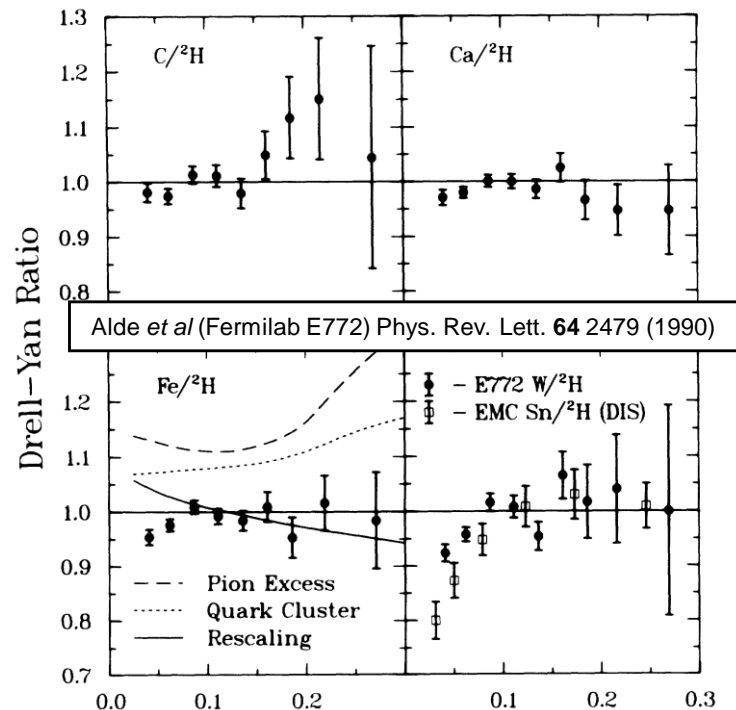 1.3
C/²H
Ca/²H
1.2
1.1
1.0
0.9
0.8
Drell-Yan Ratio
Alde et al (Fermilab E772) Phys. Rev. Lett. 64 2479 (1990)
Fe/²H
- E772 W/²H
- EMC Sn/²H (DIS)
1.2
1.1
1.0
0.9
Pion Excess
0.8
Quark Cluster
Rescaling
0.7
0.0 0.1 0.2 0.1 0.2 0.3